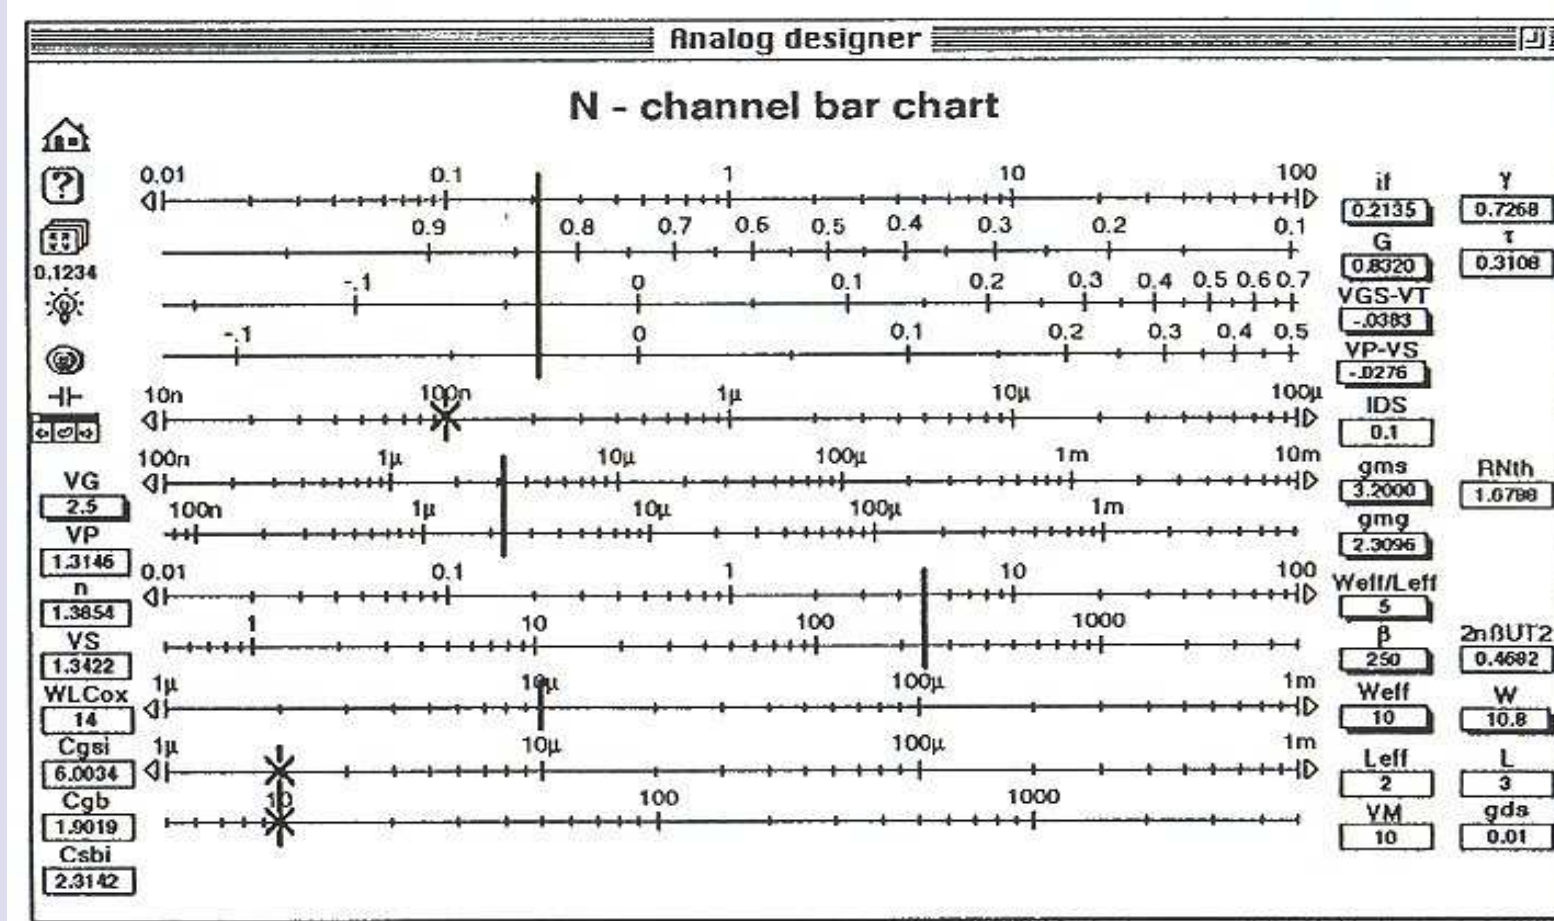 Analog designer
N - channel bar chart
0.01 0.1 1 10 100
if γ
0.2135 0.7268
0.9 0.8 0.7 0.6 0.5 0.4 0.3 0.2 0.1
G τ
0.8320 0.3108
0.1234
-.1 0 0.1 0.2 0.3 0.4 0.5 0.6 0.7
VGS-VT
-.0383
-.1 0 0.1 0.2 0.3 0.4 0.5
VP-VS
-.0276
10n 100n 1µ 10µ 100µ
IDS
0.1
100n 1µ 10µ 100µ 1m 10m
VG gms RNth
2.5 3.2000 1.6788
100n 1µ 10µ 100µ 1m
VP gmg
1.3146 2.3096
0.01 0.1 1 10 100
n Weff/Leff
1.3854 5
1 10 100 1000
VS β 2nβUT2
1.3422 250 0.4682
1µ 10µ 100µ 1m
WLCox Weff W
14 10 10.8
1µ 10µ 100µ 1m
Cgsi Leff L
6.0034 2 3
10 100 1000
Cgb VM gds
1.9019 10 0.01
Csbi
2.3142